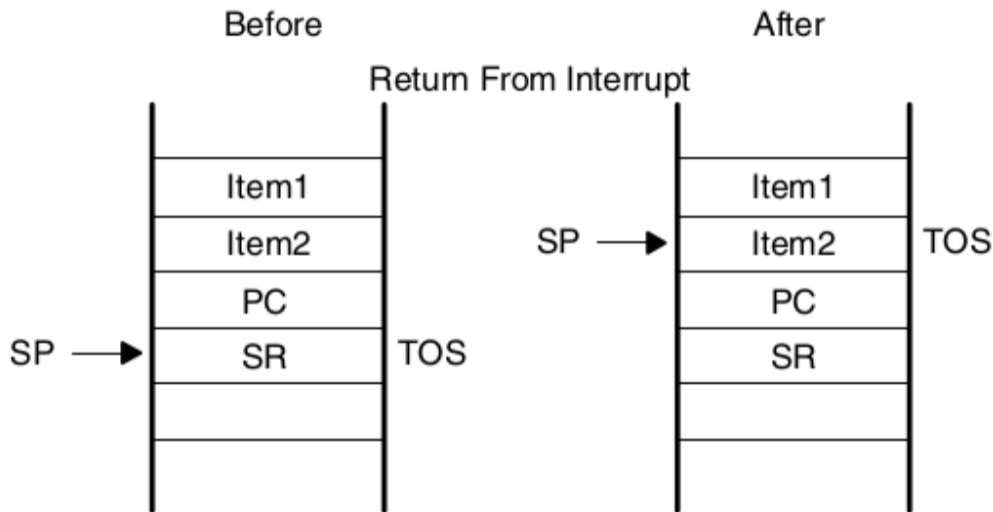 Before After
Return From Interrupt
Item1 Item1
Item2 SP Item2 TOS
PC PC
SP SR TOS SR